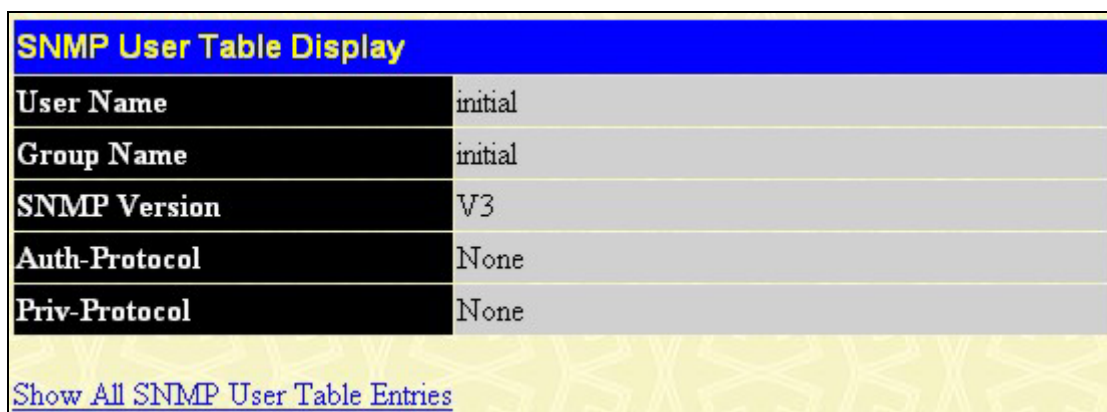 SNMP User Table Display
User Name initial
Group Name initial
SNMP Version V3
Auth-Protocol None
Priv-Protocol None
Show All SNMP User Table Entries